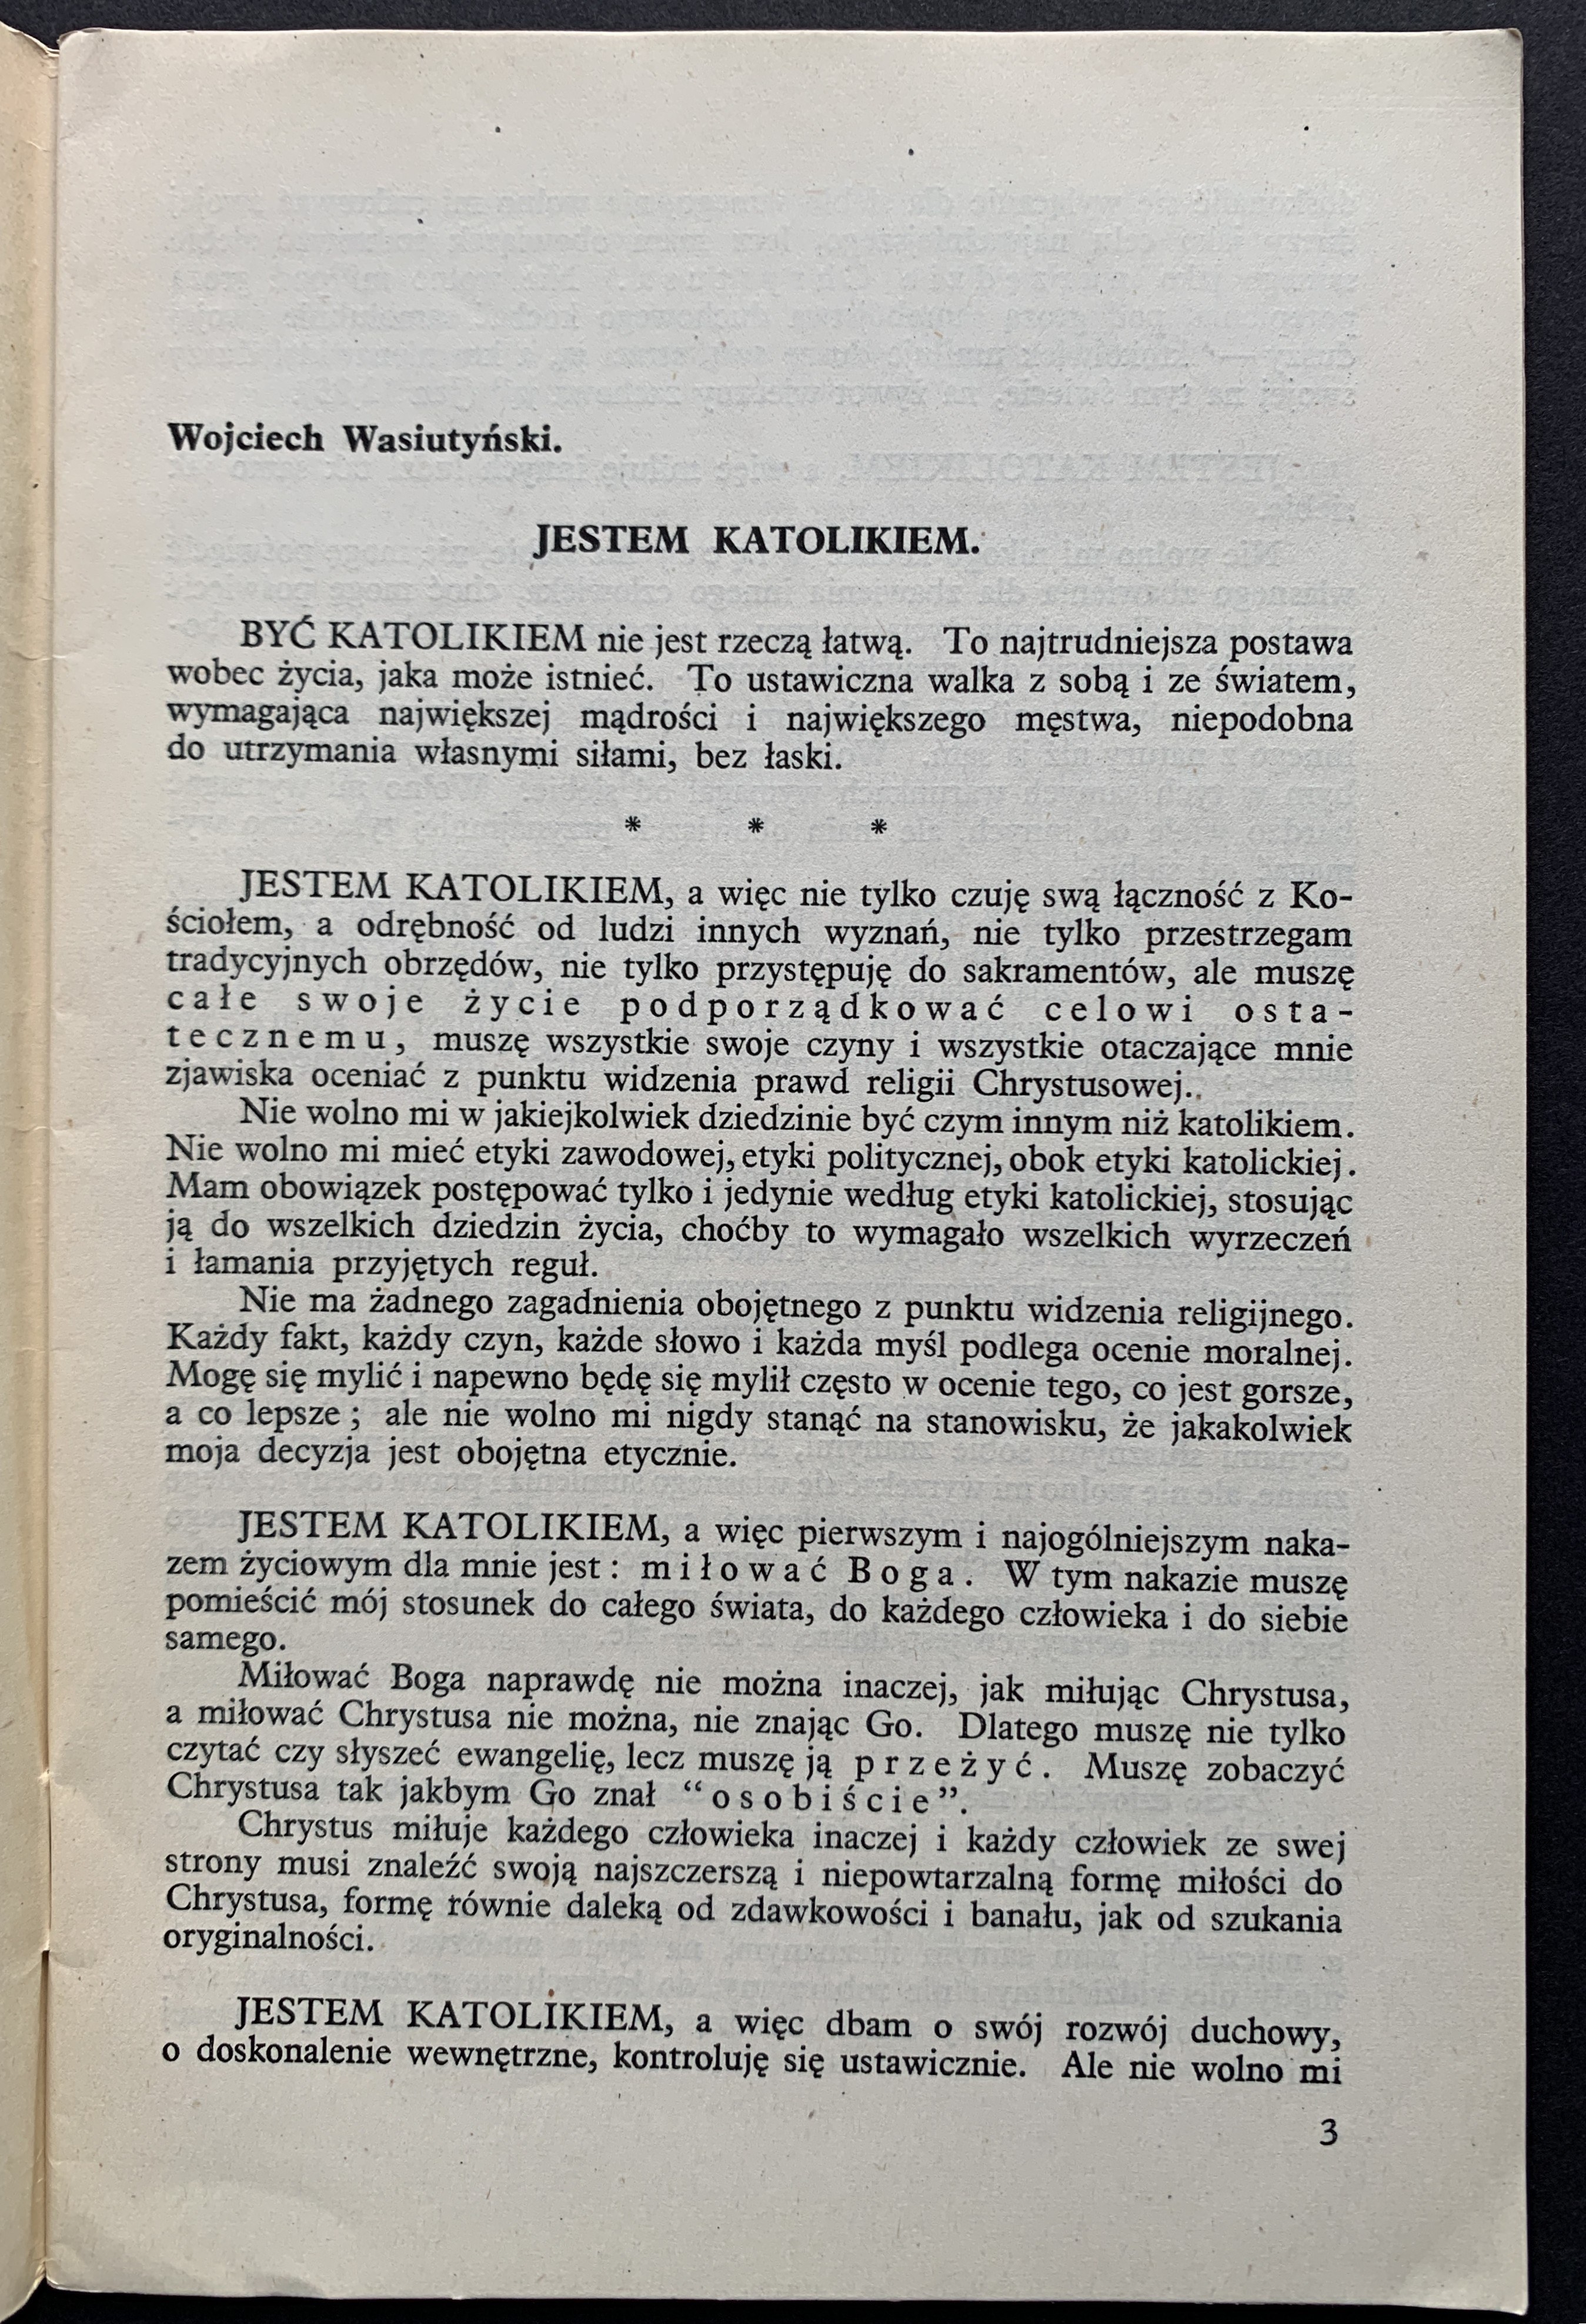 Wojciech Wasiutyński.
JESTEM KATOLIKIEM.
BYĆ KATOLIKIEM nie jest rzeczą łatwą. To najtrudniejsza postawa
wobec życia, jaka może istnieć. To ustawiczna walka z sobą i ze światem,
wymagająca największej mądrości i największego męstwa, niepodobna
do utrzymania własnymi siłami, bez łaski.
* * *
JESTEM KATOLIKIEM, a więc nie tylko czuję swą łączność z Ko-
ściołem, a odrębność od ludzi innych wyznań, nie tylko przestrzegam
tradycyjnych obrzędów, nie tylko przystępuję do sakramentów, ale muszę
całe swoje życie podporządkować celowi osta-
tecznemu, muszę wszystkie swoje czyny i wszystkie otaczające mnie
zjawiska oceniać z punktu widzenia prawd religii Chrystusowej..
Nie wolno mi w jakiejkolwiek dziedzinie być czym innym niż katolikiem.
Nie wolno mi mieć etyki zawodowej, etyki politycznej, obok etyki katolickiej.
Mam obowiązek postępować tylko i jedynie według etyki katolickiej, stosując
ją do wszelkich dziedzin życia, choćby to wymagało wszelkich wyrzeczeń
i łamania przyjętych reguł.
Nie ma żadnego zagadnienia obojętnego z punktu widzenia religijnego.
Każdy fakt, każdy czyn, każde słowo i każda myśl podlega ocenie moralnej.
Mogę się mylić i napewno będę się mylił często w ocenie tego, co jest gorsze,
a co lepsze ; ale nie wolno mi nigdy stanąć na stanowisku, że jakakolwiek
moja decyzja jest obojętna etycznie.
JESTEM KATOLIKIEM, a więc pierwszym i najogólniejszym naka-
zem życiowym dla mnie jest : miłować Boga. W tym nakazie muszę
pomieścić mój stosunek do całego świata, do każdego człowieka i do siebie
samego.
Miłować Boga naprawdę nie można inaczej, jak miłując Chrystusa,
a miłować Chrystusa nie można, nie znając Go. Dlatego muszę nie tylko
czytać czy słyszeć ewangelię, lecz muszę ją przeżyć. Muszę zobaczyć
Chrystusa tak jakbym Go znał “osobiście”.
Chrystus miłuje każdego człowieka inaczej i każdy człowiek ze swej
strony musi znaleźć swoją najszczerszą i niepowtarzalną formę miłości do
Chrystusa, formę równie daleką od zdawkowości i banału, jak od szukania
oryginalności.
JESTEM KATOLIKIEM, a więc dbam o swój rozwój duchowy,
o doskonalenie wewnętrzne, kontroluję się ustawicznie. Ale nie wolno mi
3